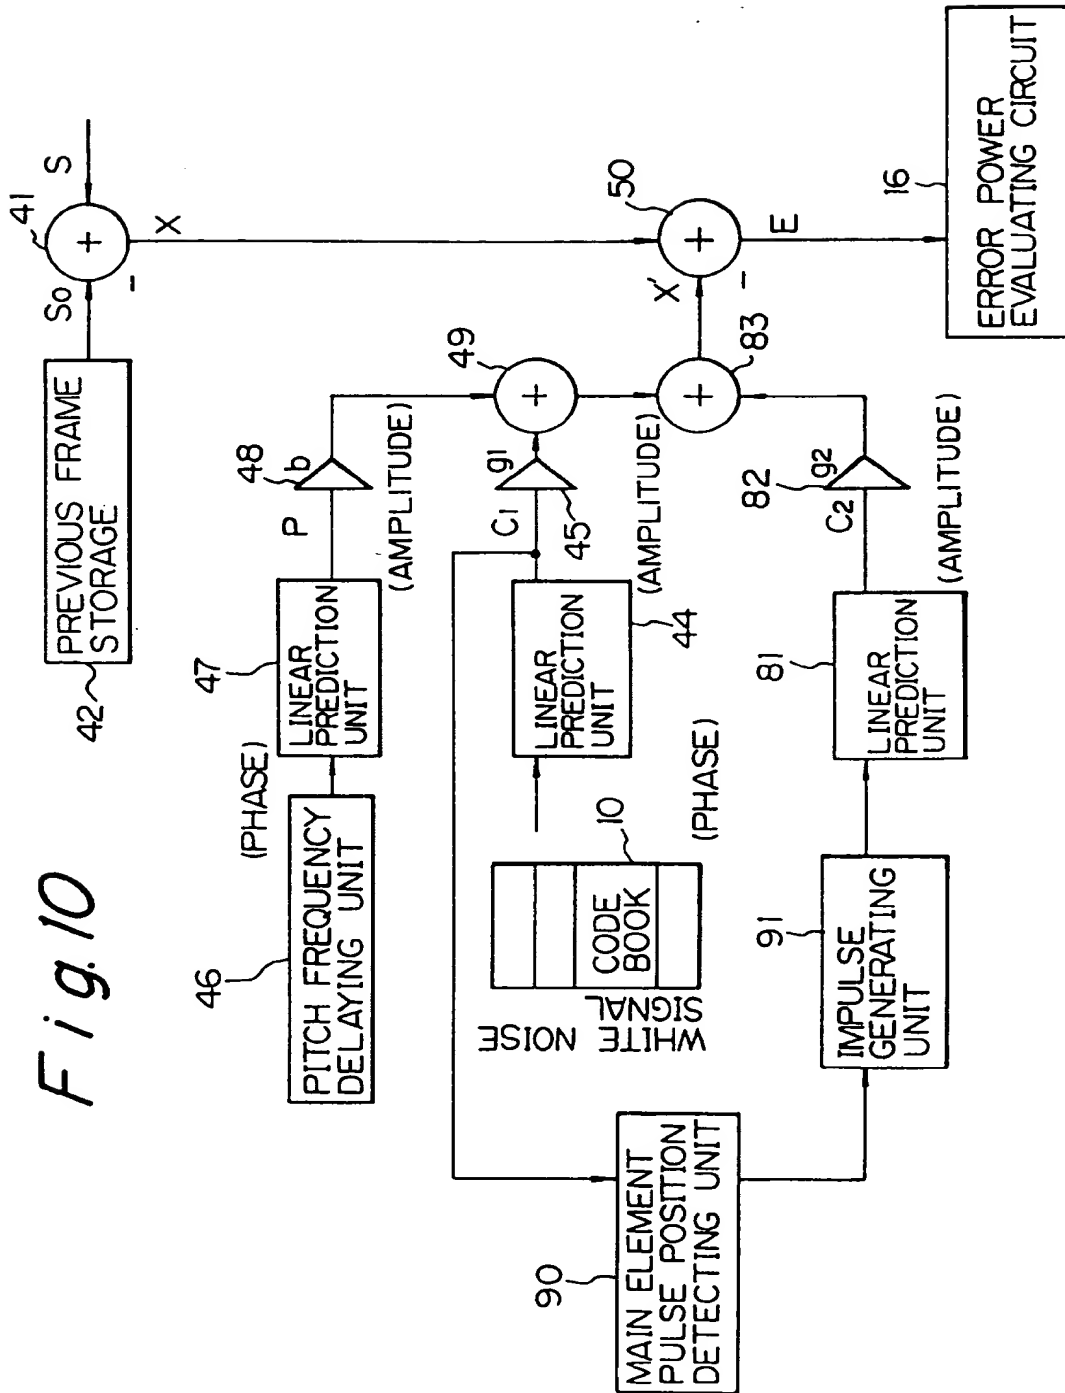 Fig. 10
42
PREVIOUS FRAME
STORAGE
So
41
S
+
-
X
46
PITCH FREQUENCY
DELAYING UNIT
(PHASE)
47
LINEAR
PREDICTION
UNIT
P
48
b
(AMPLITUDE)
49
+
WHITE NOISE
SIGNAL
CODE
BOOK
10
(PHASE)
LINEAR
PREDICTION
UNIT
44
C1
g1
45
(AMPLITUDE)
+
83
X'
50
+
-
E
16
ERROR POWER
EVALUATING CIRCUIT
90
MAIN ELEMENT
PULSE POSITION
DETECTING UNIT
IMPULSE
GENERATING
UNIT
91
81
LINEAR
PREDICTION
UNIT
82
C2
g2
(AMPLITUDE)